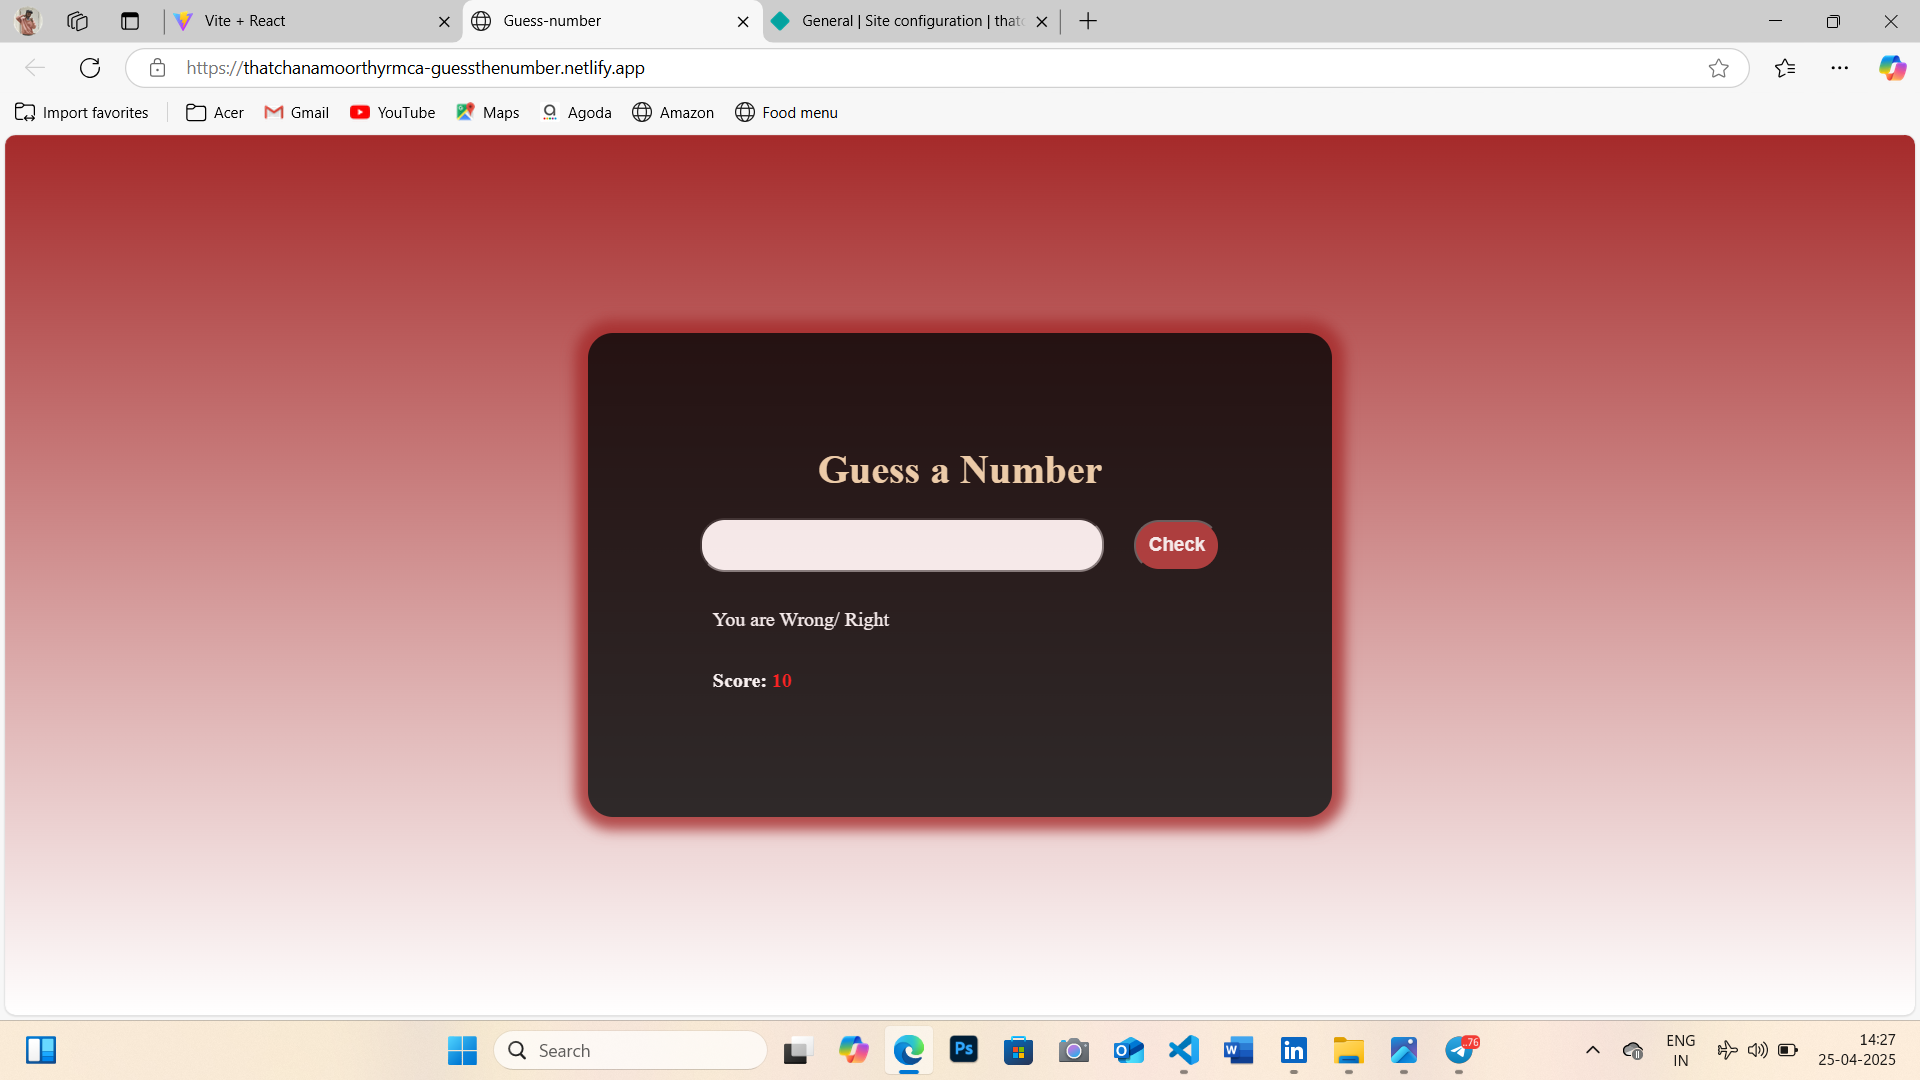 Vite + React
Guess-number
General | Site configuration | thatc
https://thatchanamoorthyrmca-guessthenumber.netlify.app
Import favorites
Acer
Gmail
YouTube
Maps
Agoda
Amazon
Food menu
Guess a Number
Check
You are Wrong/ Right
Score: 10
Search
Ps
W
in
76
ENG
IN
14:27
25-04-2025